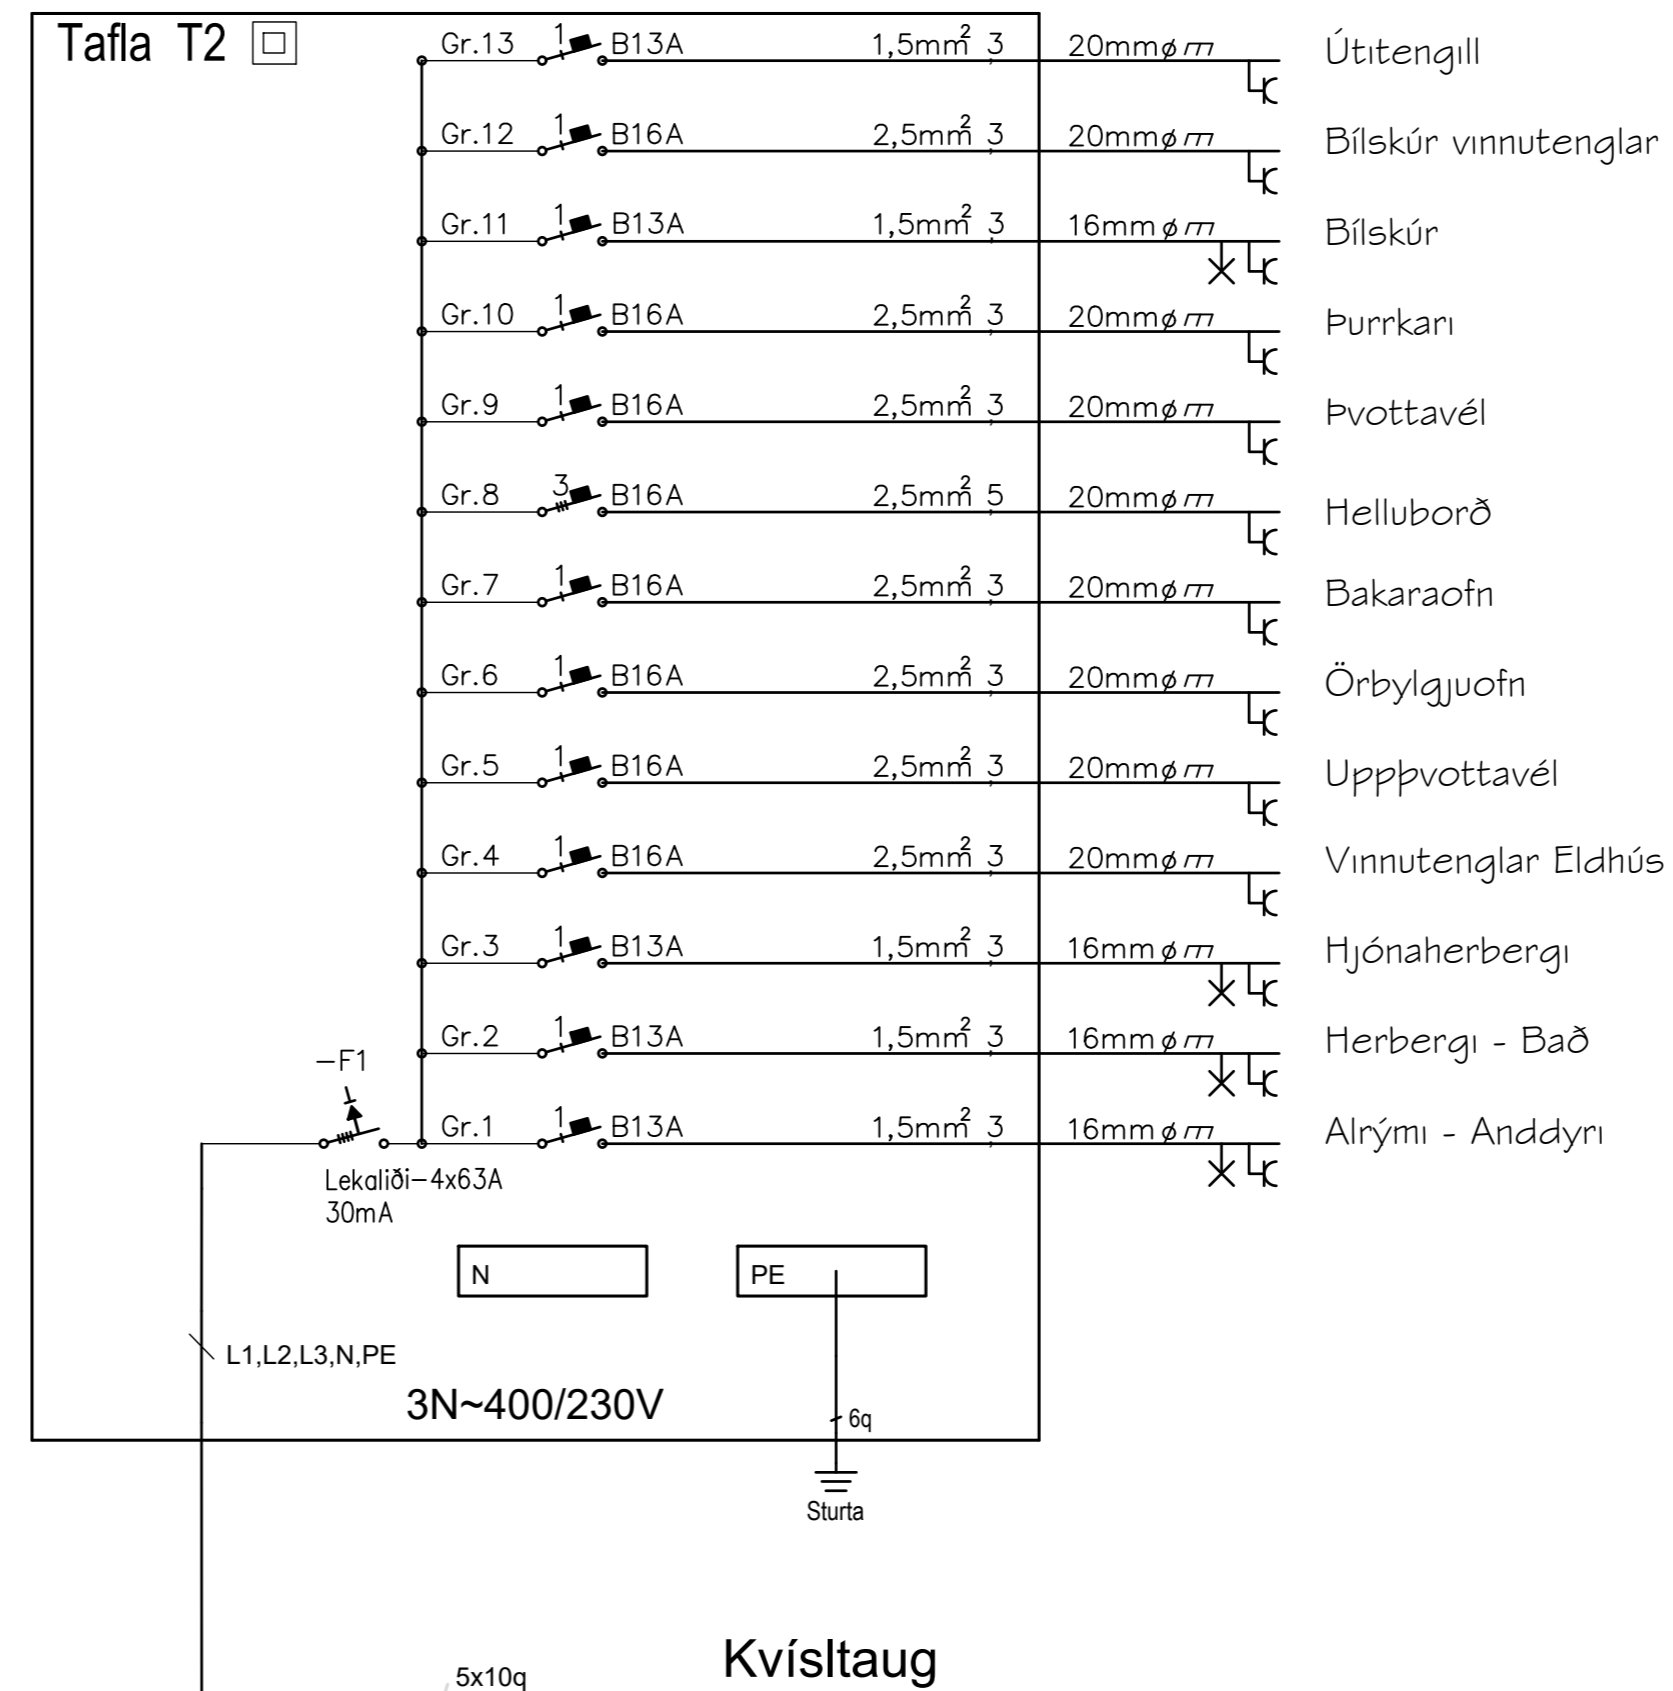 Tafla T2
Gr.13 1 B13A 1,5mm² 3 20mmø Útitengill
Gr.12 1 B16A 2,5mm² 3 20mmø Bílskúr vinnutenglar
Gr.11 1 B13A 1,5mm² 3 16mmø Bílskúr
Gr.10 1 B16A 2,5mm² 3 20mmø Þurrkari
Gr.9 1 B16A 2,5mm² 3 20mmø Þvottavél
Gr.8 3 B16A 2,5mm² 5 20mmø Helluborð
Gr.7 1 B16A 2,5mm² 3 20mmø Bakaraofn
Gr.6 1 B16A 2,5mm² 3 20mmø Örbylgjuofn
Gr.5 1 B16A 2,5mm² 3 20mmø Uppþvottavél
Gr.4 1 B16A 2,5mm² 3 20mmø Vinnutenglar Eldhús
Gr.3 1 B13A 1,5mm² 3 16mmø Hjónaherbergi
Gr.2 1 B13A 1,5mm² 3 16mmø Herbergi - Bað
-F1
Gr.1 1 B13A 1,5mm² 3 16mmø Alrými - Anddyri
Lekaliði-4x63A
30mA
N PE
L1,L2,L3,N,PE
3N~400/230V
6q
Sturta
Kvísltaug
5x10q